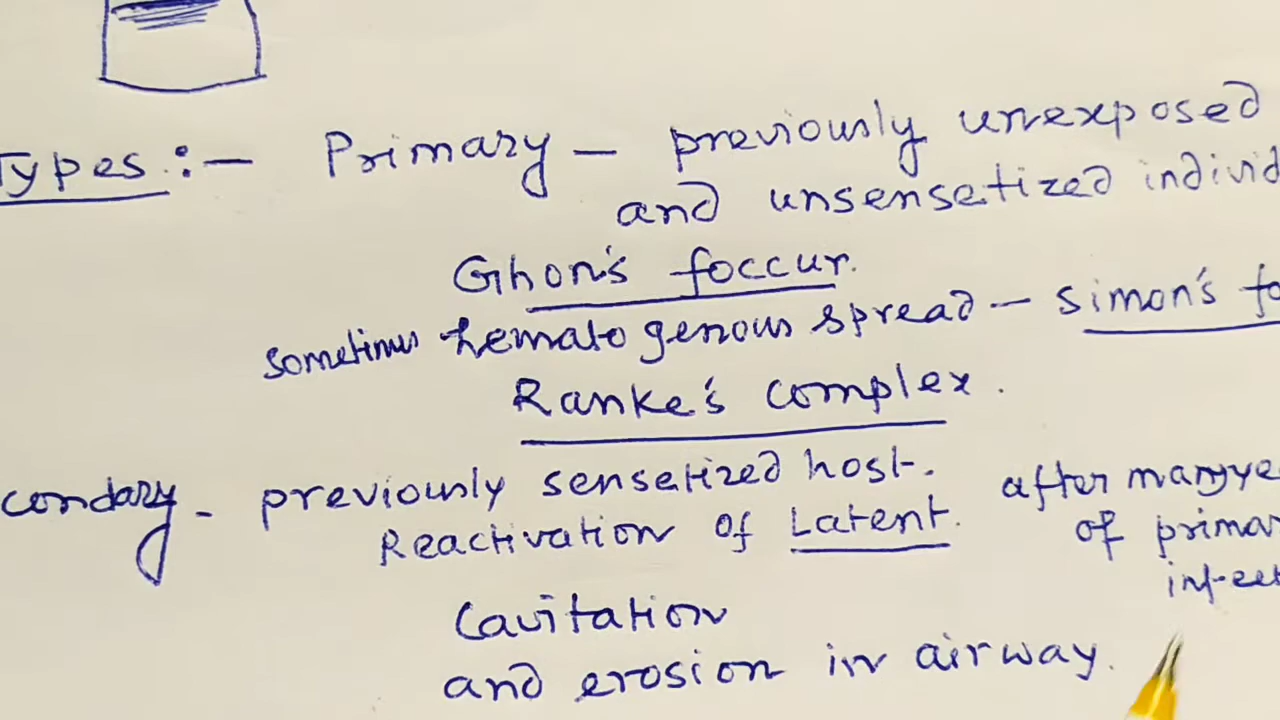 Types :- Primary - previously unexposed
and unsensetized individ
Ghon's foccur.
sometimes hematogenous spread - Simon's fo
Ranke's complex.
condary - previously sensetized host.
Reactivation of Latent. after many ye
of primar
infect
Cavitation
and erosion in airway.